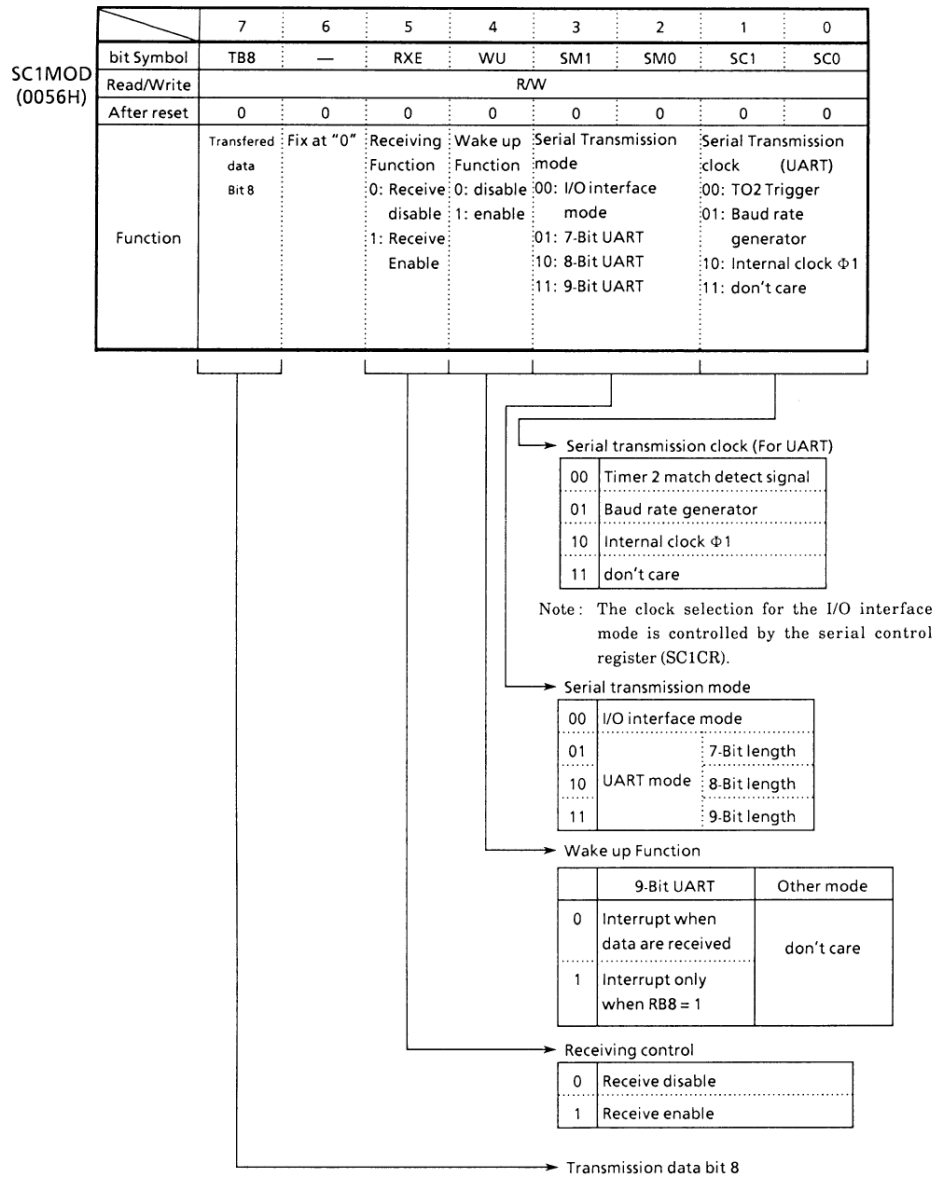 7 6 5 4 3 2 1 0
SC1MOD
(0056H)
bit Symbol TB8 — RXE WU SM1 SM0 SC1 SC0
Read/Write R/W
After reset 0 0 0 0 0 0 0 0
Function
Transfered
data
Bit 8
Fix at "0"
Receiving
Function
0: Receive
disable
1: Receive
Enable
Wake up
Function
0: disable
1: enable
Serial Transmission
mode
00: I/O interface
mode
01: 7-Bit UART
10: 8-Bit UART
11: 9-Bit UART
Serial Transmission
clock (UART)
00: TO2 Trigger
01: Baud rate
generator
10: Internal clock Φ1
11: don't care
Serial transmission clock (For UART)
00 Timer 2 match detect signal
01 Baud rate generator
10 Internal clock Φ1
11 don't care
Note : The clock selection for the I/O interface
mode is controlled by the serial control
register (SC1CR).
Serial transmission mode
00 I/O interface mode
01 7-Bit length
10 UART mode 8-Bit length
11 9-Bit length
Wake up Function
9-Bit UART Other mode
0 Interrupt when
data are received
don't care
1 Interrupt only
when RB8 = 1
Receiving control
0 Receive disable
1 Receive enable
Transmission data bit 8